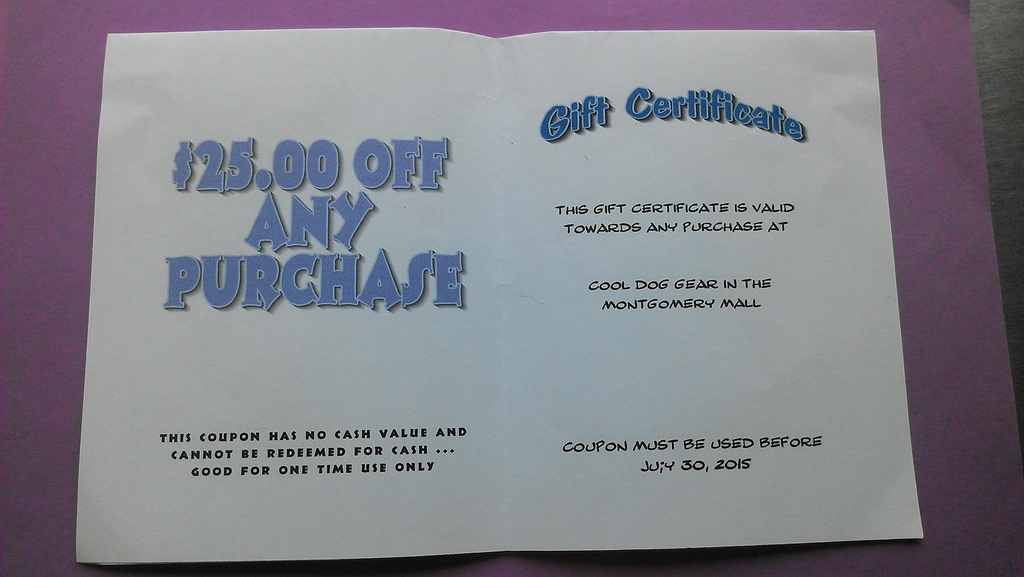 $25.00 OFF
ANY
PURCHASE
THIS COUPON HAS NO CASH VALUE AND
CANNOT BE REDEEMED FOR CASH ...
GOOD FOR ONE TIME USE ONLY
Gift Certificate
THIS GIFT CERTIFICATE IS VALID
TOWARDS ANY PURCHASE AT
COOL DOG GEAR IN THE
MONTGOMERY MALL
COUPON MUST BE USED BEFORE
JU;Y 30, 2015